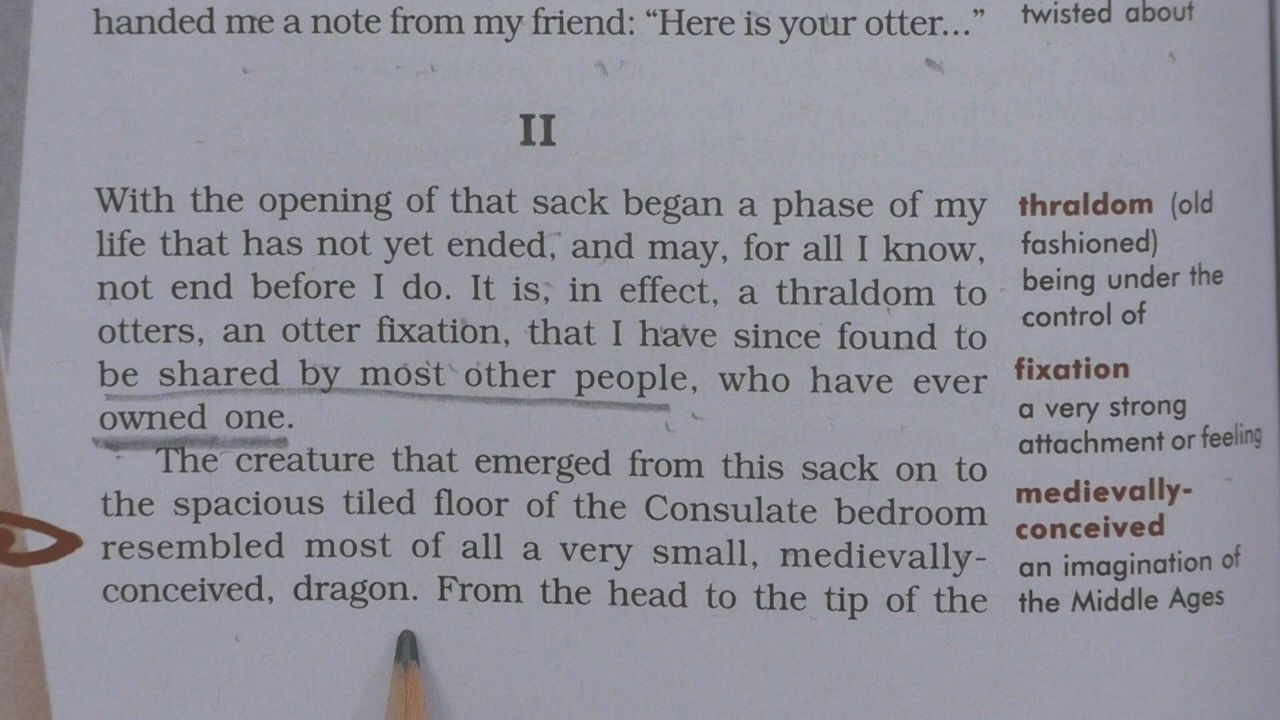 handed me a note from my friend: “Here is your otter...”
twisted about
II
With the opening of that sack began a phase of my
life that has not yet ended, and may, for all I know,
not end before I do. It is, in effect, a thraldom to
otters, an otter fixation, that I have since found to
be shared by most other people, who have ever
owned one.
The creature that emerged from this sack on to
the spacious tiled floor of the Consulate bedroom
resembled most of all a very small, medievally-
conceived, dragon. From the head to the tip of the
thraldom (old
fashioned)
being under the
control of
fixation
a very strong
attachment or feeling
medievally-
conceived
an imagination of
the Middle Ages